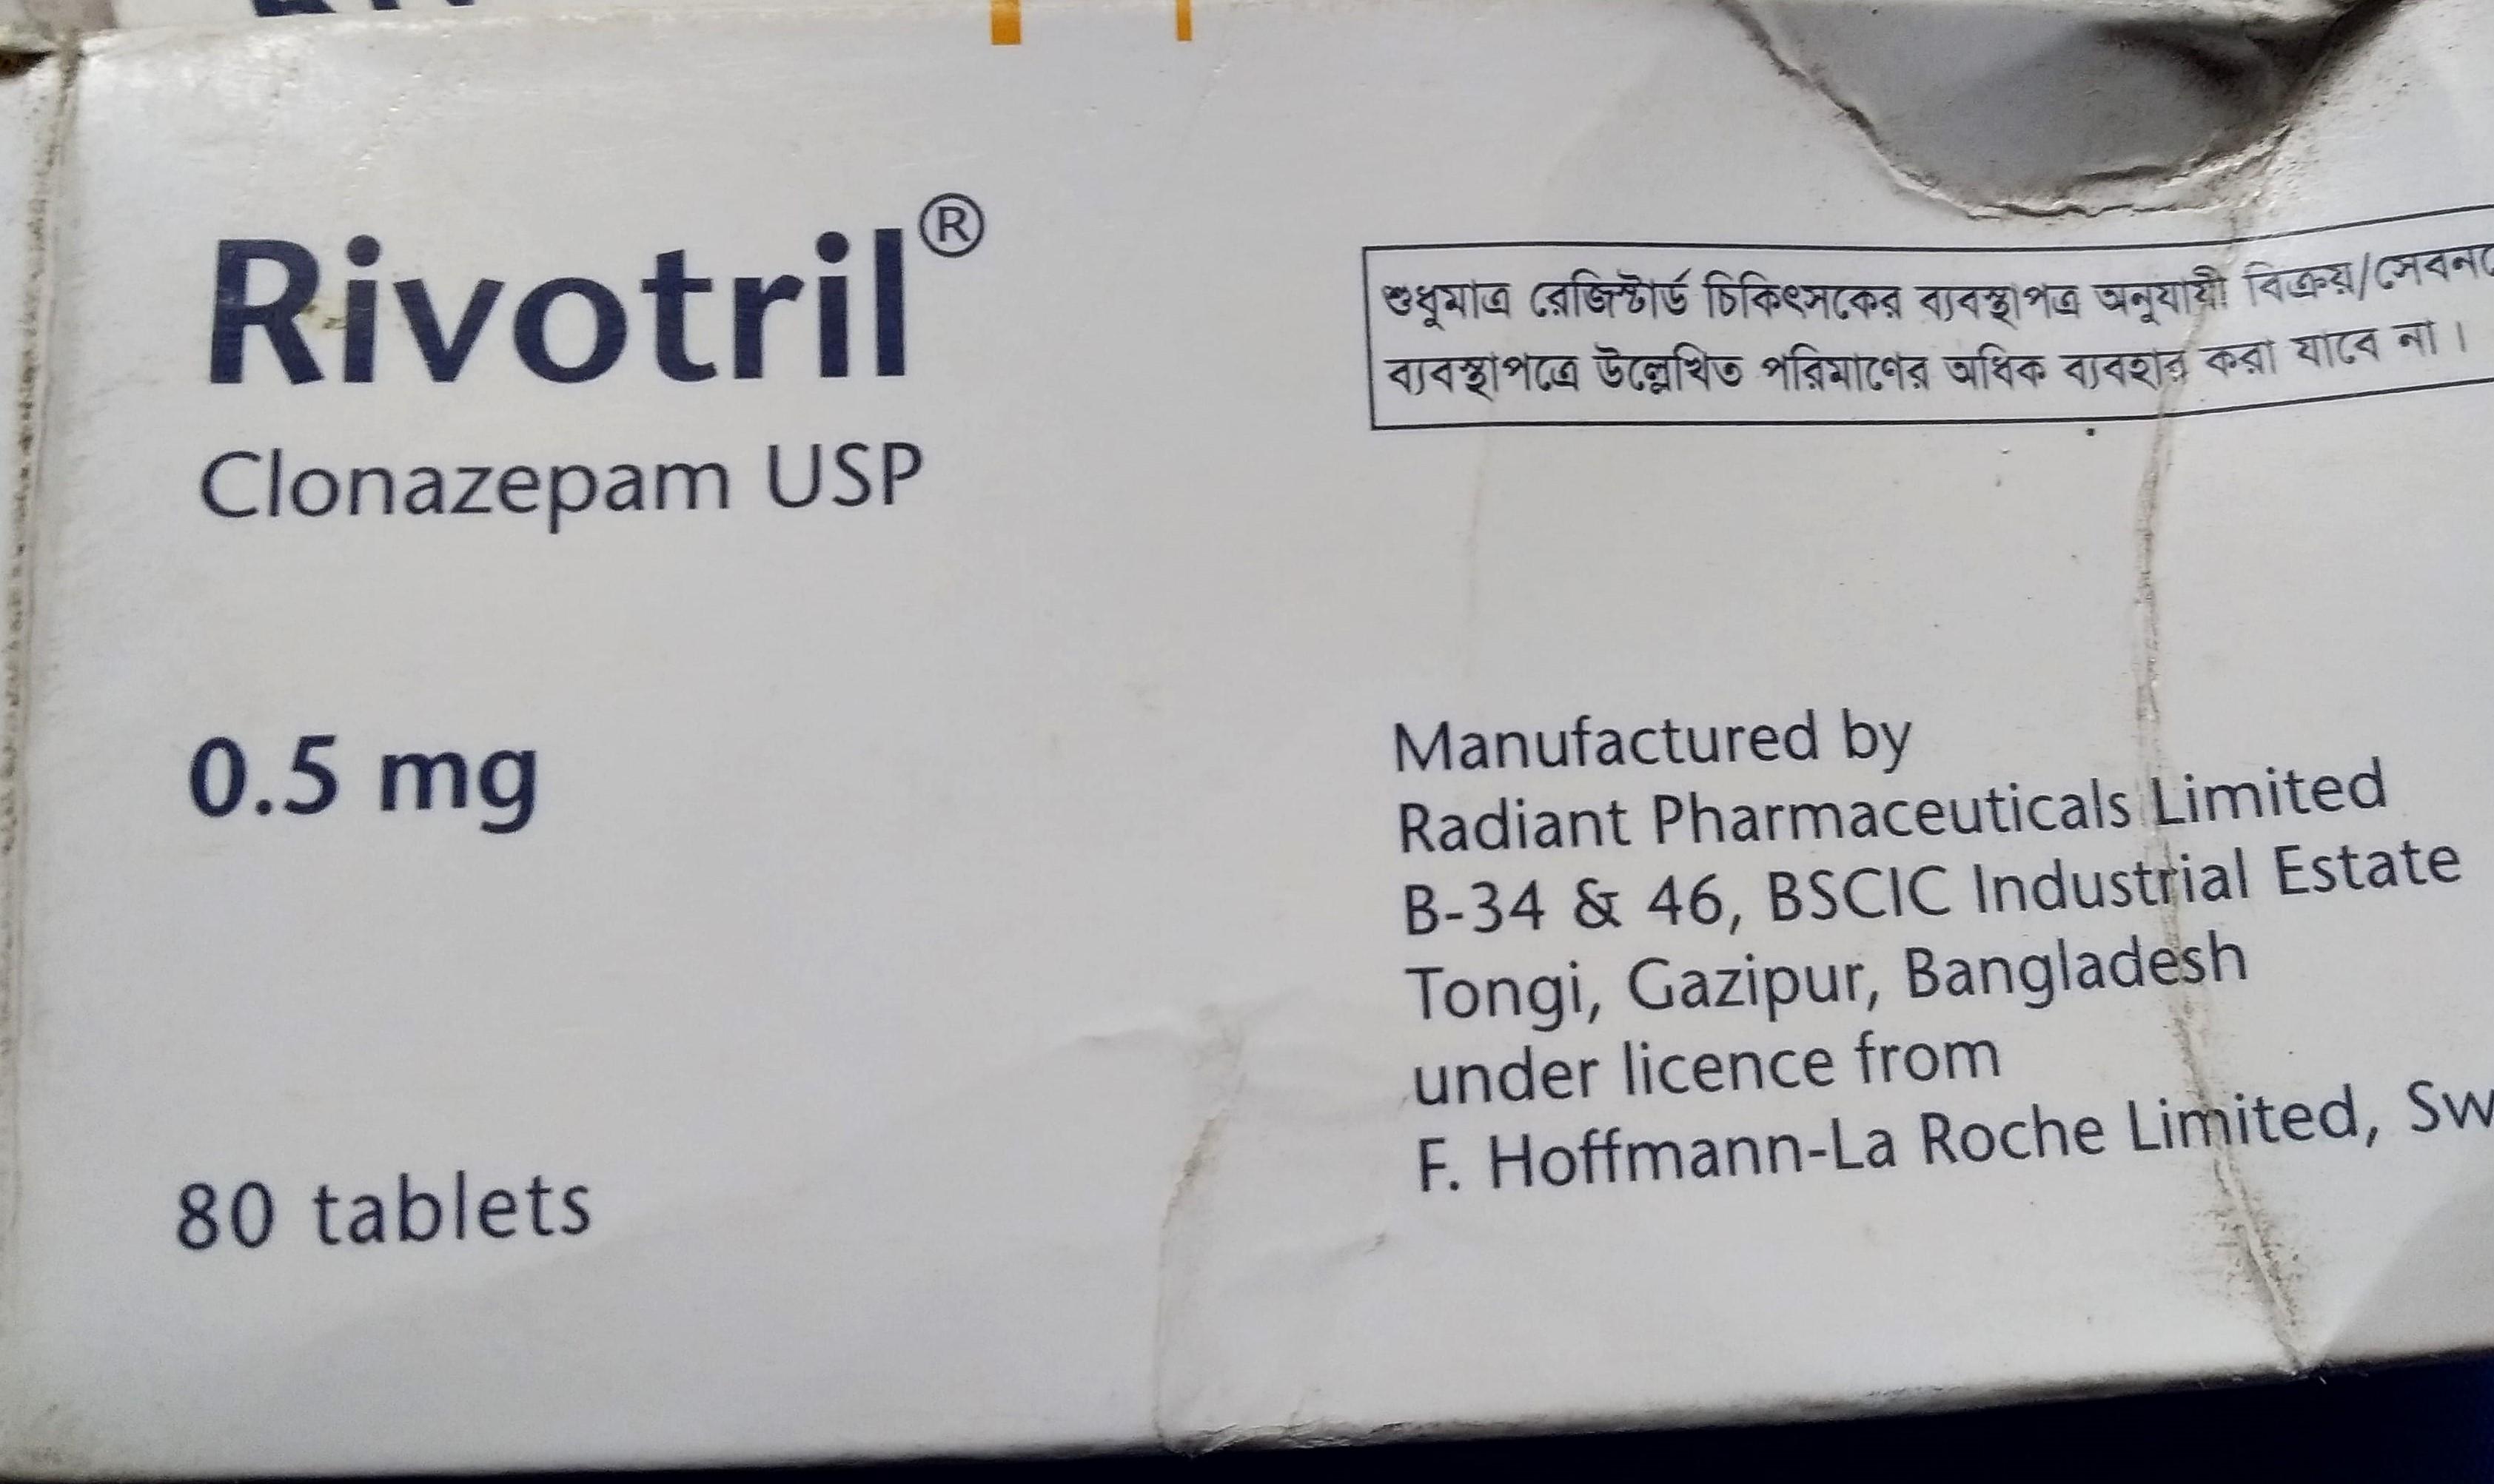 Rivotril®
Clonazepam USP
0.5 mg
80 tablets
শুধুমাত্র রেজিস্টার্ড চিকিৎসকের ব্যবস্থাপত্র অনুযায়ী বিক্রয়/সেবনযোগ্য
ব্যবস্থাপত্রে উল্লেখিত পরিমাণের অধিক ব্যবহার করা যাবে না।
Manufactured by
Radiant Pharmaceuticals Limited
B-34 & 46, BSCIC Industrial Estate
Tongi, Gazipur, Bangladesh
under licence from
F. Hoffmann-La Roche Limited, Sw